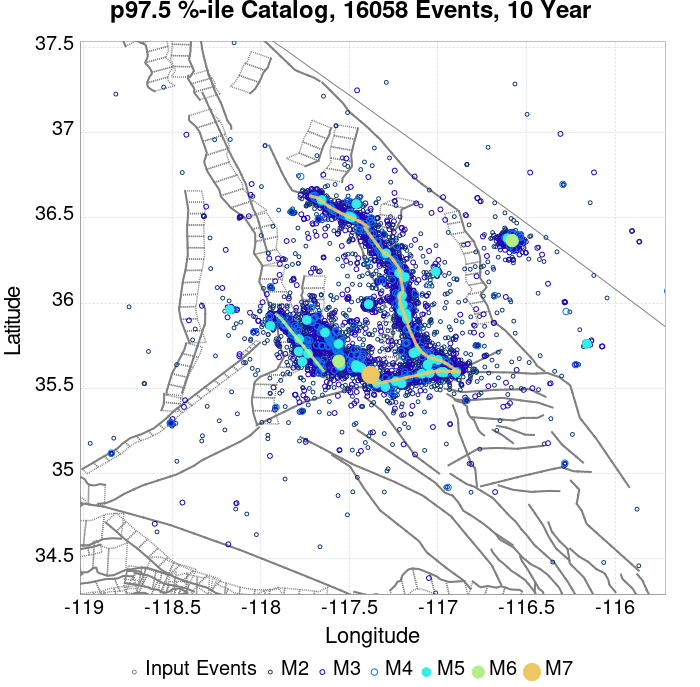 p97.5 %-ile Catalog, 16058 Events, 10 Year
37.5
37
36.5
36
35.5
35
34.5
Latitude
-119 -118.5 -118 -117.5 -117 -116.5 -116
Longitude
Input Events M2 M3 M4 M5 M6 M7